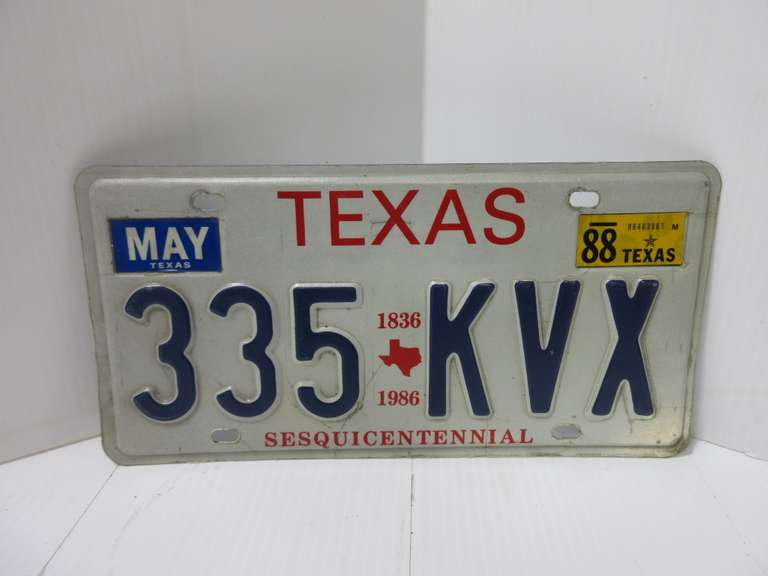 TEXAS
MAY
TEXAS
88
TEXAS
M
335 KVX
1836
1986
SESQUICENTENNIAL